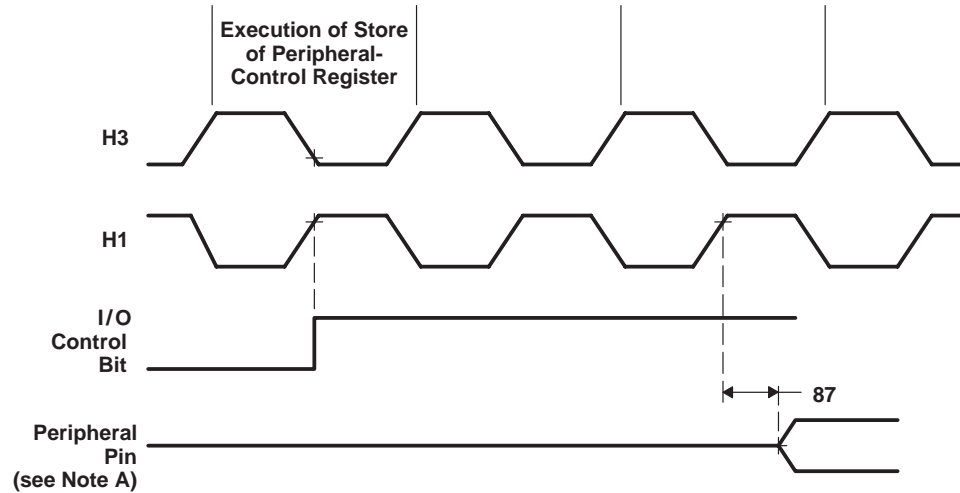 Execution of Store
of Peripheral-
Control Register
H3
H1
I/O
Control
Bit
87
Peripheral
Pin
(see Note A)